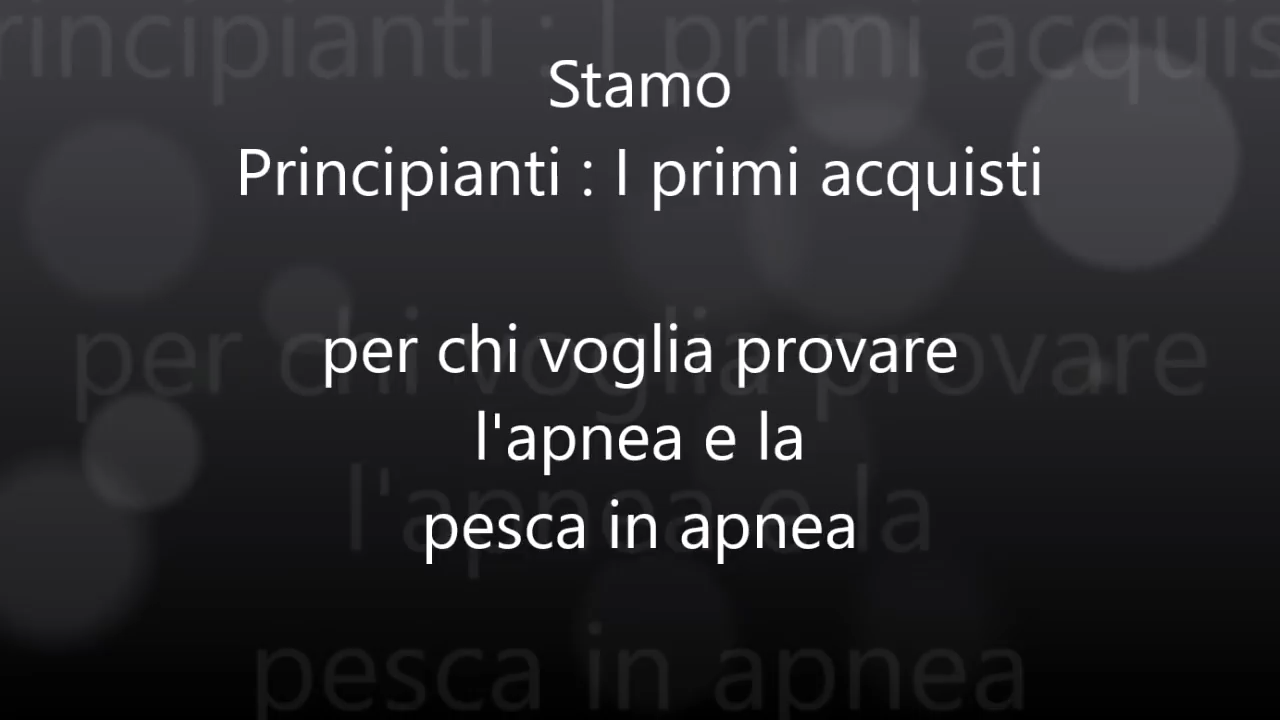 Stamo
Principianti : I primi acquisti
per chi voglia provare
l'apnea e la
pesca in apnea